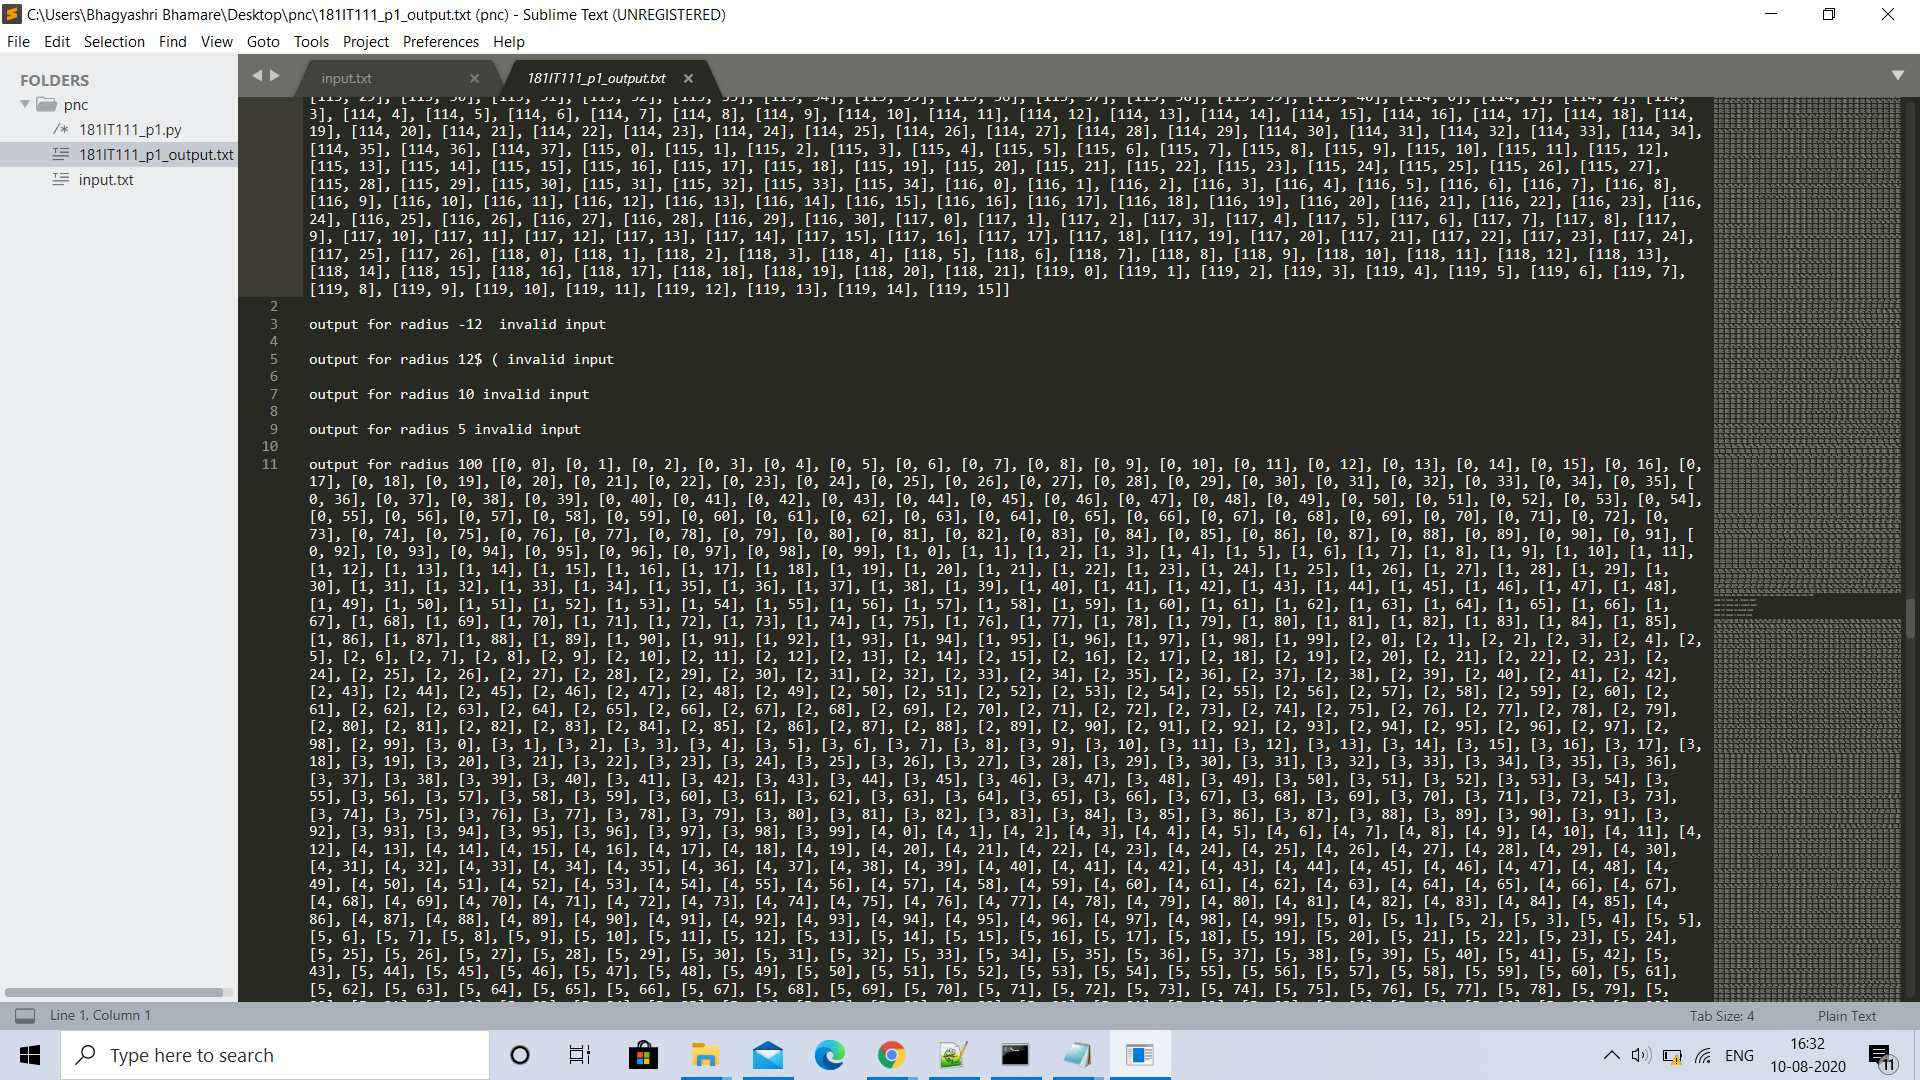 C:\Users\Bhagyashri Bhamare\Desktop\pnc\181IT111_p1_output.txt (pnc) - Sublime Text (UNREGISTERED)
File Edit Selection Find View Goto Tools Project Preferences Help
FOLDERS
pnc
/* 181IT111_p1.py
181IT111_p1_output.txt
input.txt
input.txt × 181IT111_p1_output.txt ×
3], [114, 4], [114, 5], [114, 6], [114, 7], [114, 8], [114, 9], [114, 10], [114, 11], [114, 12], [114, 13], [114, 14], [114, 15], [114, 16], [114, 17], [114, 18], [114,
19], [114, 20], [114, 21], [114, 22], [114, 23], [114, 24], [114, 25], [114, 26], [114, 27], [114, 28], [114, 29], [114, 30], [114, 31], [114, 32], [114, 33], [114, 34],
[114, 35], [114, 36], [114, 37], [115, 0], [115, 1], [115, 2], [115, 3], [115, 4], [115, 5], [115, 6], [115, 7], [115, 8], [115, 9], [115, 10], [115, 11], [115, 12],
[115, 13], [115, 14], [115, 15], [115, 16], [115, 17], [115, 18], [115, 19], [115, 20], [115, 21], [115, 22], [115, 23], [115, 24], [115, 25], [115, 26], [115, 27],
[115, 28], [115, 29], [115, 30], [115, 31], [115, 32], [115, 33], [115, 34], [116, 0], [116, 1], [116, 2], [116, 3], [116, 4], [116, 5], [116, 6], [116, 7], [116, 8],
[116, 9], [116, 10], [116, 11], [116, 12], [116, 13], [116, 14], [116, 15], [116, 16], [116, 17], [116, 18], [116, 19], [116, 20], [116, 21], [116, 22], [116, 23], [116,
24], [116, 25], [116, 26], [116, 27], [116, 28], [116, 29], [116, 30], [117, 0], [117, 1], [117, 2], [117, 3], [117, 4], [117, 5], [117, 6], [117, 7], [117, 8], [117,
9], [117, 10], [117, 11], [117, 12], [117, 13], [117, 14], [117, 15], [117, 16], [117, 17], [117, 18], [117, 19], [117, 20], [117, 21], [117, 22], [117, 23], [117, 24],
[117, 25], [117, 26], [118, 0], [118, 1], [118, 2], [118, 3], [118, 4], [118, 5], [118, 6], [118, 7], [118, 8], [118, 9], [118, 10], [118, 11], [118, 12], [118, 13],
[118, 14], [118, 15], [118, 16], [118, 17], [118, 18], [118, 19], [118, 20], [118, 21], [119, 0], [119, 1], [119, 2], [119, 3], [119, 4], [119, 5], [119, 6], [119, 7],
[119, 8], [119, 9], [119, 10], [119, 11], [119, 12], [119, 13], [119, 14], [119, 15]]
2
3 output for radius -12  invalid input
4
5 output for radius 12$ ( invalid input
6
7 output for radius 10 invalid input
8
9 output for radius 5 invalid input
10
11 output for radius 100 [[0, 0], [0, 1], [0, 2], [0, 3], [0, 4], [0, 5], [0, 6], [0, 7], [0, 8], [0, 9], [0, 10], [0, 11], [0, 12], [0, 13], [0, 14], [0, 15], [0, 16], [0,
17], [0, 18], [0, 19], [0, 20], [0, 21], [0, 22], [0, 23], [0, 24], [0, 25], [0, 26], [0, 27], [0, 28], [0, 29], [0, 30], [0, 31], [0, 32], [0, 33], [0, 34], [0, 35], [
0, 36], [0, 37], [0, 38], [0, 39], [0, 40], [0, 41], [0, 42], [0, 43], [0, 44], [0, 45], [0, 46], [0, 47], [0, 48], [0, 49], [0, 50], [0, 51], [0, 52], [0, 53], [0, 54],
[0, 55], [0, 56], [0, 57], [0, 58], [0, 59], [0, 60], [0, 61], [0, 62], [0, 63], [0, 64], [0, 65], [0, 66], [0, 67], [0, 68], [0, 69], [0, 70], [0, 71], [0, 72], [0,
73], [0, 74], [0, 75], [0, 76], [0, 77], [0, 78], [0, 79], [0, 80], [0, 81], [0, 82], [0, 83], [0, 84], [0, 85], [0, 86], [0, 87], [0, 88], [0, 89], [0, 90], [0, 91], [
0, 92], [0, 93], [0, 94], [0, 95], [0, 96], [0, 97], [0, 98], [0, 99], [1, 0], [1, 1], [1, 2], [1, 3], [1, 4], [1, 5], [1, 6], [1, 7], [1, 8], [1, 9], [1, 10], [1, 11],
[1, 12], [1, 13], [1, 14], [1, 15], [1, 16], [1, 17], [1, 18], [1, 19], [1, 20], [1, 21], [1, 22], [1, 23], [1, 24], [1, 25], [1, 26], [1, 27], [1, 28], [1, 29], [1,
30], [1, 31], [1, 32], [1, 33], [1, 34], [1, 35], [1, 36], [1, 37], [1, 38], [1, 39], [1, 40], [1, 41], [1, 42], [1, 43], [1, 44], [1, 45], [1, 46], [1, 47], [1, 48],
[1, 49], [1, 50], [1, 51], [1, 52], [1, 53], [1, 54], [1, 55], [1, 56], [1, 57], [1, 58], [1, 59], [1, 60], [1, 61], [1, 62], [1, 63], [1, 64], [1, 65], [1, 66], [1,
67], [1, 68], [1, 69], [1, 70], [1, 71], [1, 72], [1, 73], [1, 74], [1, 75], [1, 76], [1, 77], [1, 78], [1, 79], [1, 80], [1, 81], [1, 82], [1, 83], [1, 84], [1, 85],
[1, 86], [1, 87], [1, 88], [1, 89], [1, 90], [1, 91], [1, 92], [1, 93], [1, 94], [1, 95], [1, 96], [1, 97], [1, 98], [1, 99], [2, 0], [2, 1], [2, 2], [2, 3], [2, 4], [2,
5], [2, 6], [2, 7], [2, 8], [2, 9], [2, 10], [2, 11], [2, 12], [2, 13], [2, 14], [2, 15], [2, 16], [2, 17], [2, 18], [2, 19], [2, 20], [2, 21], [2, 22], [2, 23], [2,
24], [2, 25], [2, 26], [2, 27], [2, 28], [2, 29], [2, 30], [2, 31], [2, 32], [2, 33], [2, 34], [2, 35], [2, 36], [2, 37], [2, 38], [2, 39], [2, 40], [2, 41], [2, 42],
[2, 43], [2, 44], [2, 45], [2, 46], [2, 47], [2, 48], [2, 49], [2, 50], [2, 51], [2, 52], [2, 53], [2, 54], [2, 55], [2, 56], [2, 57], [2, 58], [2, 59], [2, 60], [2,
61], [2, 62], [2, 63], [2, 64], [2, 65], [2, 66], [2, 67], [2, 68], [2, 69], [2, 70], [2, 71], [2, 72], [2, 73], [2, 74], [2, 75], [2, 76], [2, 77], [2, 78], [2, 79],
[2, 80], [2, 81], [2, 82], [2, 83], [2, 84], [2, 85], [2, 86], [2, 87], [2, 88], [2, 89], [2, 90], [2, 91], [2, 92], [2, 93], [2, 94], [2, 95], [2, 96], [2, 97], [2,
98], [2, 99], [3, 0], [3, 1], [3, 2], [3, 3], [3, 4], [3, 5], [3, 6], [3, 7], [3, 8], [3, 9], [3, 10], [3, 11], [3, 12], [3, 13], [3, 14], [3, 15], [3, 16], [3, 17], [3,
18], [3, 19], [3, 20], [3, 21], [3, 22], [3, 23], [3, 24], [3, 25], [3, 26], [3, 27], [3, 28], [3, 29], [3, 30], [3, 31], [3, 32], [3, 33], [3, 34], [3, 35], [3, 36],
[3, 37], [3, 38], [3, 39], [3, 40], [3, 41], [3, 42], [3, 43], [3, 44], [3, 45], [3, 46], [3, 47], [3, 48], [3, 49], [3, 50], [3, 51], [3, 52], [3, 53], [3, 54], [3,
55], [3, 56], [3, 57], [3, 58], [3, 59], [3, 60], [3, 61], [3, 62], [3, 63], [3, 64], [3, 65], [3, 66], [3, 67], [3, 68], [3, 69], [3, 70], [3, 71], [3, 72], [3, 73],
[3, 74], [3, 75], [3, 76], [3, 77], [3, 78], [3, 79], [3, 80], [3, 81], [3, 82], [3, 83], [3, 84], [3, 85], [3, 86], [3, 87], [3, 88], [3, 89], [3, 90], [3, 91], [3,
92], [3, 93], [3, 94], [3, 95], [3, 96], [3, 97], [3, 98], [3, 99], [4, 0], [4, 1], [4, 2], [4, 3], [4, 4], [4, 5], [4, 6], [4, 7], [4, 8], [4, 9], [4, 10], [4, 11], [4,
12], [4, 13], [4, 14], [4, 15], [4, 16], [4, 17], [4, 18], [4, 19], [4, 20], [4, 21], [4, 22], [4, 23], [4, 24], [4, 25], [4, 26], [4, 27], [4, 28], [4, 29], [4, 30],
[4, 31], [4, 32], [4, 33], [4, 34], [4, 35], [4, 36], [4, 37], [4, 38], [4, 39], [4, 40], [4, 41], [4, 42], [4, 43], [4, 44], [4, 45], [4, 46], [4, 47], [4, 48], [4,
49], [4, 50], [4, 51], [4, 52], [4, 53], [4, 54], [4, 55], [4, 56], [4, 57], [4, 58], [4, 59], [4, 60], [4, 61], [4, 62], [4, 63], [4, 64], [4, 65], [4, 66], [4, 67],
[4, 68], [4, 69], [4, 70], [4, 71], [4, 72], [4, 73], [4, 74], [4, 75], [4, 76], [4, 77], [4, 78], [4, 79], [4, 80], [4, 81], [4, 82], [4, 83], [4, 84], [4, 85], [4,
86], [4, 87], [4, 88], [4, 89], [4, 90], [4, 91], [4, 92], [4, 93], [4, 94], [4, 95], [4, 96], [4, 97], [4, 98], [4, 99], [5, 0], [5, 1], [5, 2], [5, 3], [5, 4], [5, 5],
[5, 6], [5, 7], [5, 8], [5, 9], [5, 10], [5, 11], [5, 12], [5, 13], [5, 14], [5, 15], [5, 16], [5, 17], [5, 18], [5, 19], [5, 20], [5, 21], [5, 22], [5, 23], [5, 24],
[5, 25], [5, 26], [5, 27], [5, 28], [5, 29], [5, 30], [5, 31], [5, 32], [5, 33], [5, 34], [5, 35], [5, 36], [5, 37], [5, 38], [5, 39], [5, 40], [5, 41], [5, 42], [5,
43], [5, 44], [5, 45], [5, 46], [5, 47], [5, 48], [5, 49], [5, 50], [5, 51], [5, 52], [5, 53], [5, 54], [5, 55], [5, 56], [5, 57], [5, 58], [5, 59], [5, 60], [5, 61],
[5, 62], [5, 63], [5, 64], [5, 65], [5, 66], [5, 67], [5, 68], [5, 69], [5, 70], [5, 71], [5, 72], [5, 73], [5, 74], [5, 75], [5, 76], [5, 77], [5, 78], [5, 79], [5,
Line 1, Column 1 Tab Size: 4 Plain Text
Type here to search
ENG
16:32
10-08-2020
11